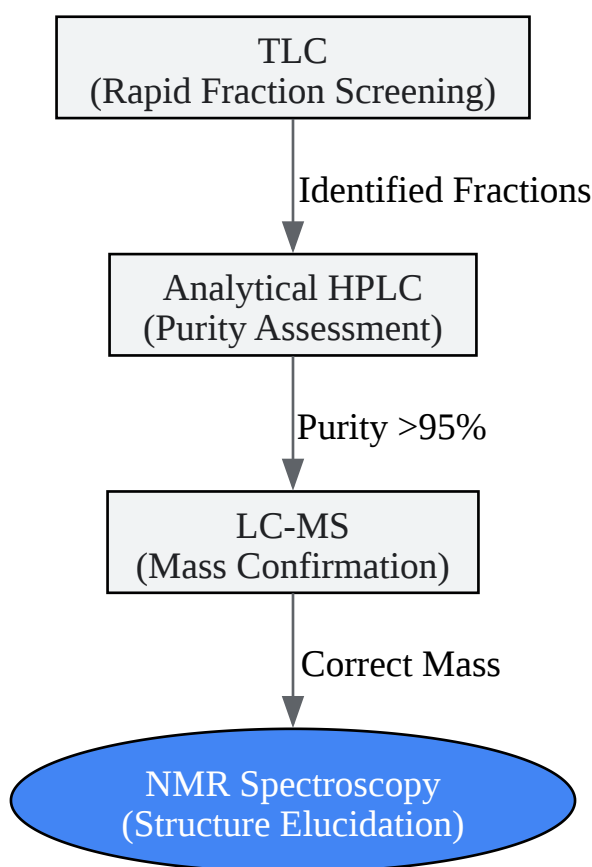 TLC
(Rapid Fraction Screening)
Identified Fractions
Analytical HPLC
(Purity Assessment)
Purity >95%
LC-MS
(Mass Confirmation)
Correct Mass
NMR Spectroscopy
(Structure Elucidation)